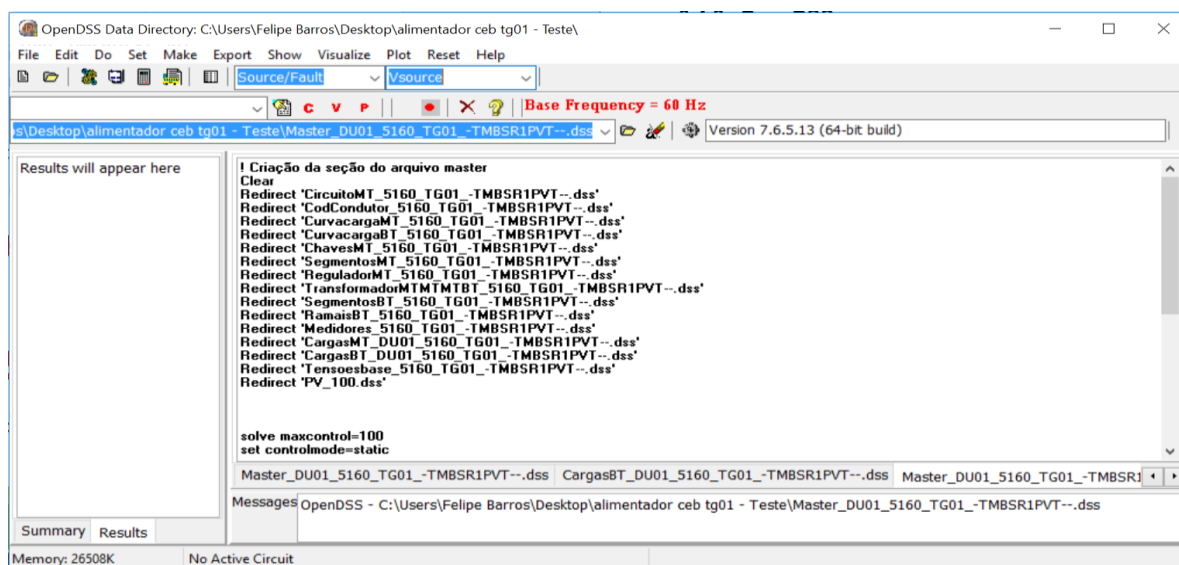 OpenDSS Data Directory: C:\Users\Felipe Barros\Desktop\alimentador ceb tg01 - Teste\
File Edit Do Set Make Export Show Visualize Plot Reset Help
Source/Fault Vsource
C V P Base Frequency = 60 Hz
s\Desktop\alimentador ceb tg01 - Teste\Master_DU01_5160_TG01_-TMBSR1PVT--.dss Version 7.6.5.13 (64-bit build)
Results will appear here
! Criação da seção do arquivo master
Clear
Redirect 'CircuitoMT_5160_TG01_-TMBSR1PVT--.dss'
Redirect 'CodCondutor_5160_TG01_-TMBSR1PVT--.dss'
Redirect 'CurvacargaMT_5160_TG01_-TMBSR1PVT--.dss'
Redirect 'CurvacargaBT_5160_TG01_-TMBSR1PVT--.dss'
Redirect 'ChavesMT_5160_TG01_-TMBSR1PVT--.dss'
Redirect 'SegmentosMT_5160_TG01_-TMBSR1PVT--.dss'
Redirect 'ReguladorMT_5160_TG01_-TMBSR1PVT--.dss'
Redirect 'TransformadorMTMTMTBT_5160_TG01_-TMBSR1PVT--.dss'
Redirect 'SegmentosBT_5160_TG01_-TMBSR1PVT--.dss'
Redirect 'RamaisBT_5160_TG01_-TMBSR1PVT--.dss'
Redirect 'Medidores_5160_TG01_-TMBSR1PVT--.dss'
Redirect 'CargasMT_DU01_5160_TG01_-TMBSR1PVT--.dss'
Redirect 'CargasBT_DU01_5160_TG01_-TMBSR1PVT--.dss'
Redirect 'Tensoesbase_5160_TG01_-TMBSR1PVT--.dss'
Redirect 'PV_100.dss'
solve maxcontrol=100
set controlmode=static
Master_DU01_5160_TG01_-TMBSR1PVT--.dss CargasBT_DU01_5160_TG01_-TMBSR1PVT--.dss Master_DU01_5160_TG01_-TMBSR1
Messages OpenDSS - C:\Users\Felipe Barros\Desktop\alimentador ceb tg01 - Teste\Master_DU01_5160_TG01_-TMBSR1PVT--.dss
Summary Results
Memory: 26508K No Active Circuit